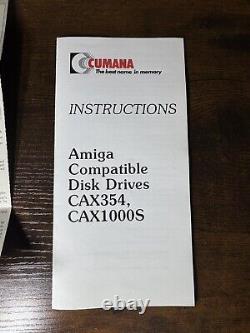 CUMANA
The best name in memory
INSTRUCTIONS
Amiga
Compatible
Disk Drives
CAX354,
CAX1000S